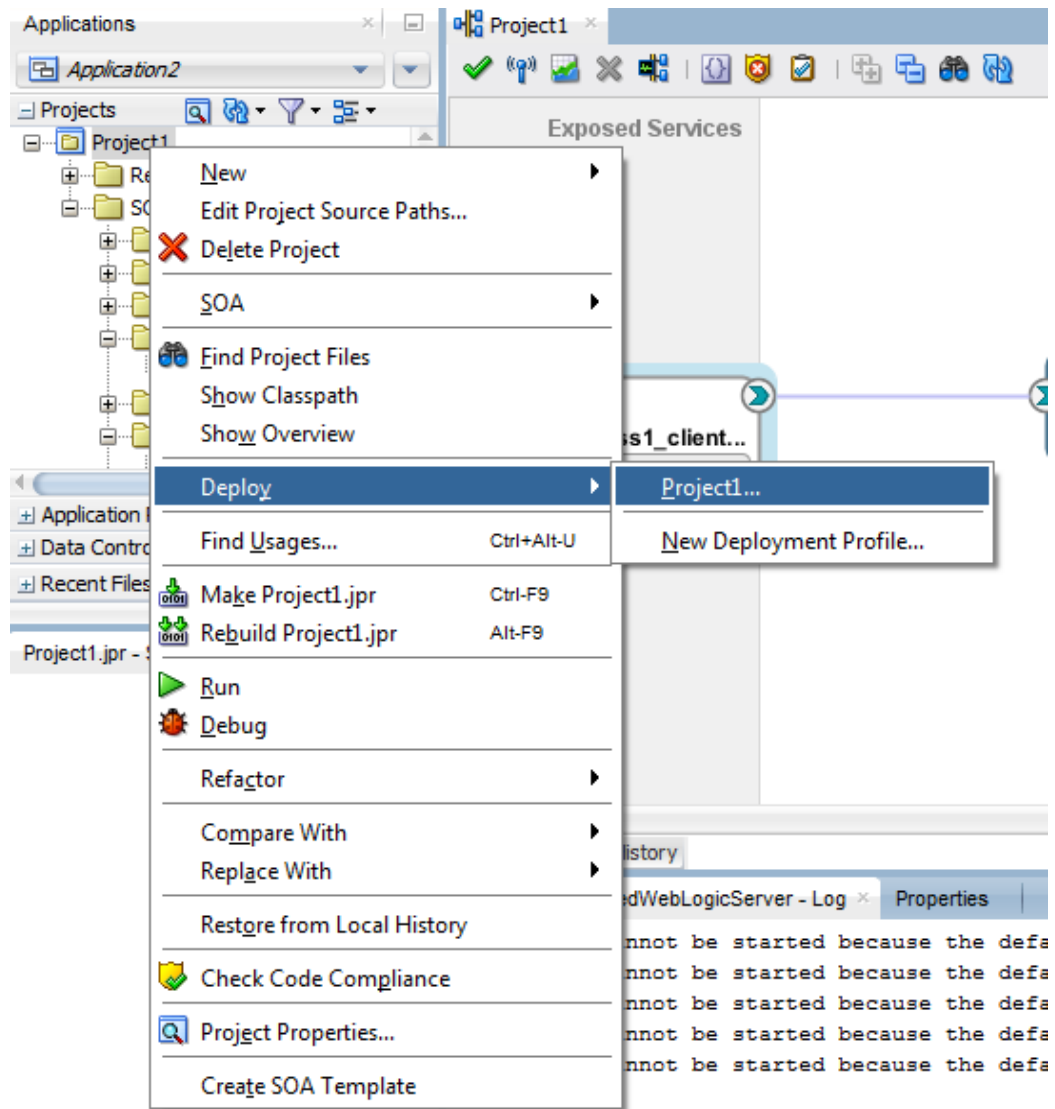 Applications
Project1
Application2
Projects
Exposed Services
Project1
Re
New
SO
Edit Project Source Paths...
Delete Project
SOA
Find Project Files
Show Classpath
Show Overview
ss1_client...
Deploy
Project1...
Application
Find Usages... Ctrl+Alt-U
New Deployment Profile...
Data Contro
Recent Files
Make Project1.jpr Ctrl-F9
Rebuild Project1.jpr Alt-F9
Project1.jpr -
Run
Debug
Refactor
Compare With
History
Replace With
edWebLogicServer - Log
Properties
Restore from Local History
nnot be started because the defa
nnot be started because the defa
Check Code Compliance
nnot be started because the defa
Project Properties...
nnot be started because the defa
nnot be started because the defa
Create SOA Template